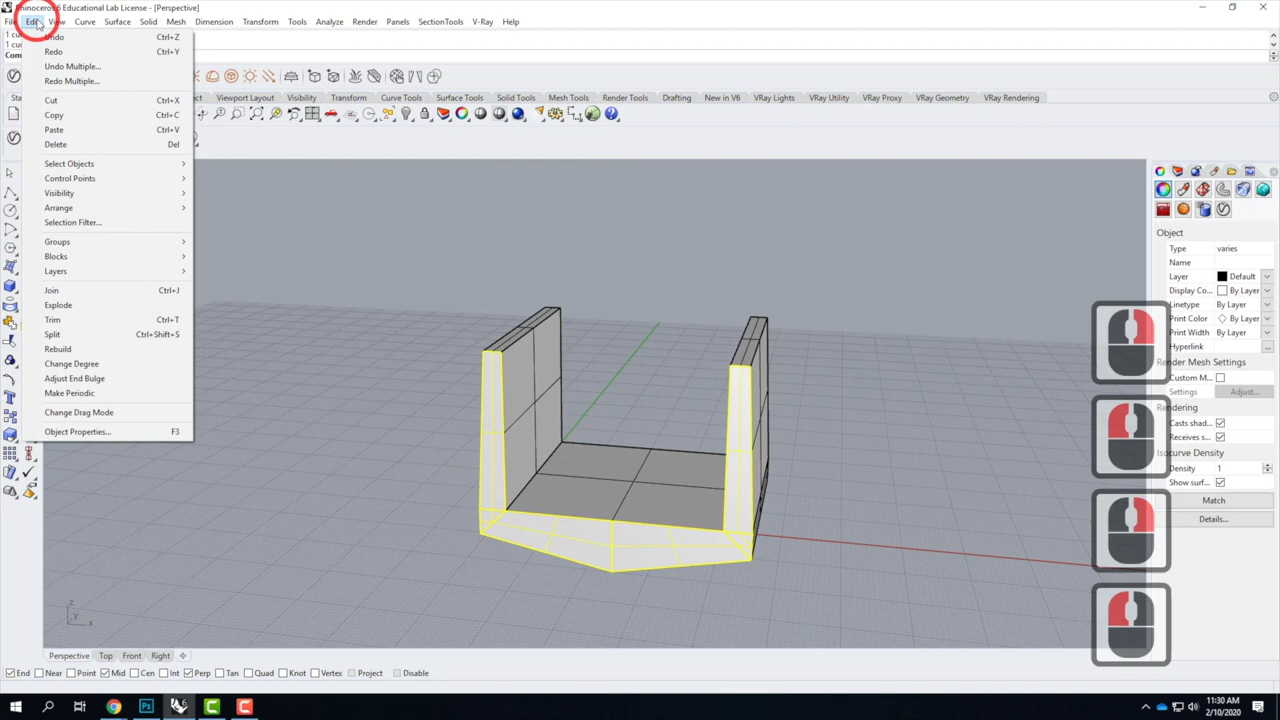 Rhinoceros 6 Educational Lab License - [Perspective]
File Edit View Curve Surface Solid Mesh Dimension Transform Tools Analyze Render Panels SectionTools V-Ray Help
Undo Ctrl+Z
Redo Ctrl+Y
Undo Multiple...
Redo Multiple...
Cut Ctrl+X
Copy Ctrl+C
Paste Ctrl+V
Delete Del
Select Objects
Control Points
Visibility
Arrange
Selection Filter...
Groups
Blocks
Layers
Join Ctrl+J
Explode
Trim Ctrl+T
Split Ctrl+Shift+S
Rebuild
Change Degree
Adjust End Bulge
Make Periodic
Change Drag Mode
Object Properties... F3
Viewport Layout Visibility Transform Curve Tools Surface Tools Solid Tools Mesh Tools Render Tools Drafting New in V6 VRay Lights VRay Utility VRay Proxy VRay Geometry VRay Rendering
Object
Type varies
Name
Layer Default
Display Co... By Layer
Linetype By Layer
Print Color By Layer
Print Width By Layer
Hyperlink ...
Render Mesh Settings
Custom M...
Settings Adjust...
Rendering
Casts shad...
Receives s...
Isocurve Density
Density 1
Show surf...
Match
Details...
z
y
x
Perspective Top Front Right
End Near Point Mid Cen Int Perp Tan Quad Knot Vertex Project Disable
11:30 AM
2/10/2020